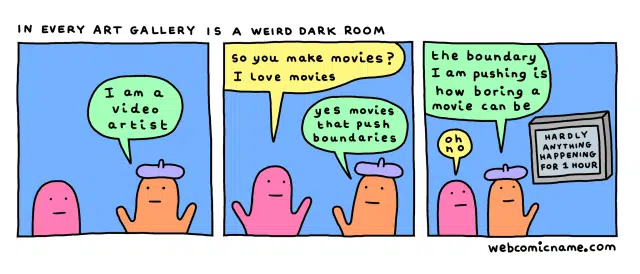 IN EVERY ART GALLERY IS A WEIRD DARK ROOM
I am a
video
artist
So you make movies?
I love movies
yes movies
that push
boundaries
the boundary
I am pushing is
how boring a
movie can be
oh
no
HARDLY
ANYTHING
HAPPENING
FOR 1 HOUR
webcomicname.com